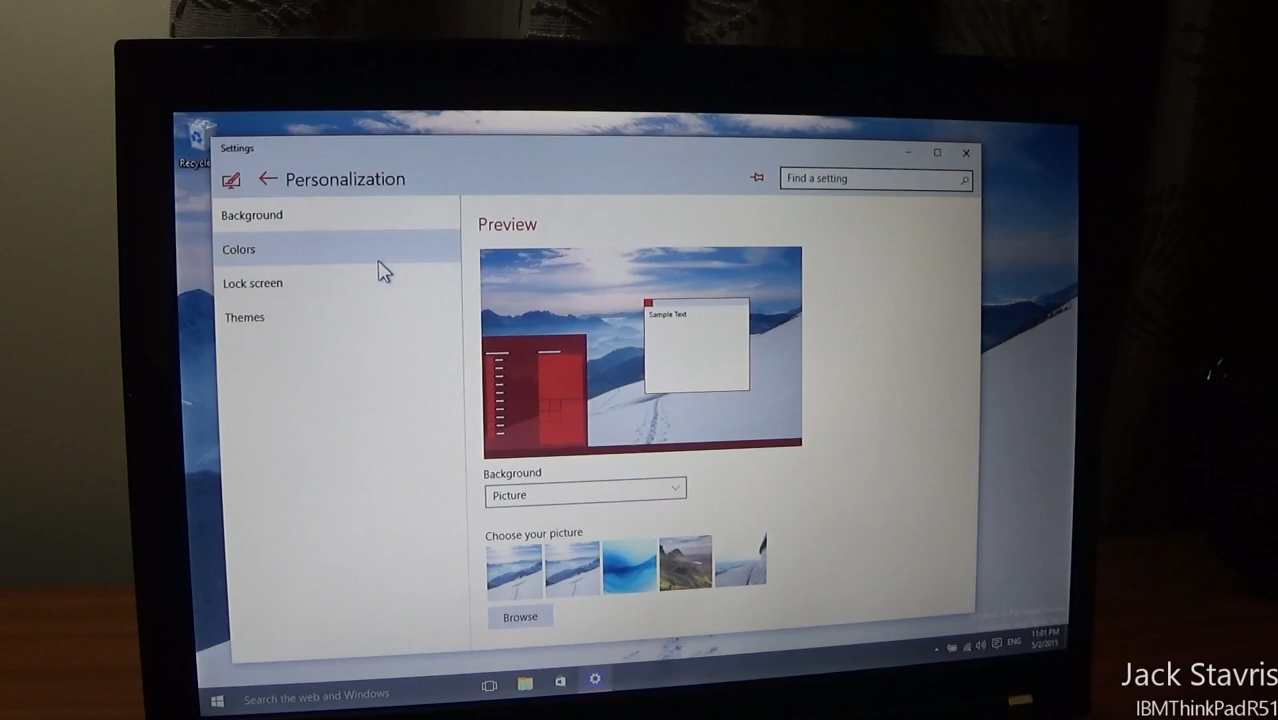 Recycle
Settings
Personalization
Find a setting
Background
Colors
Lock screen
Themes
Preview
Sample Text
Background
Picture
Choose your picture
Browse
Search the web and Windows
ENG
11:01 PM
5/2/2015
Jack Stavris
IBMThinkPadR51